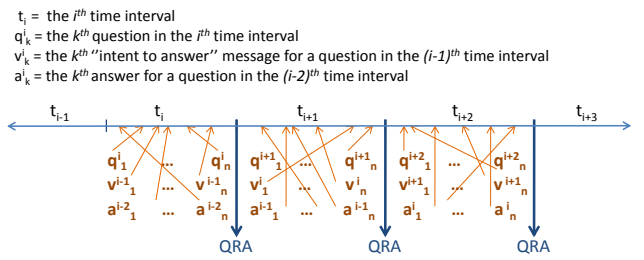 tᵢ = the iᵗʰ time interval
qⁱₖ = the kᵗʰ question in the iᵗʰ time interval
vⁱₖ = the kᵗʰ ‘‘intent to answer’’ message for a question in the (i-1)ᵗʰ time interval
aⁱₖ = the kᵗʰ answer for a question in the (i-2)ᵗʰ time interval
tᵢ₋₁ tᵢ tᵢ₊₁ tᵢ₊₂ tᵢ₊₃
qⁱ₁ ... qⁱₙ qⁱ⁺¹₁ ... qⁱ⁺¹ₙ qⁱ⁺²₁ ... qⁱ⁺²ₙ
vⁱ⁻¹₁ ... vⁱ⁻¹ₙ vⁱ₁ ... vⁱₙ vⁱ⁺¹₁ ... vⁱ⁺¹ₙ
aⁱ⁻²₁ ... aⁱ⁻²ₙ aⁱ⁻¹₁ ... aⁱ⁻¹ₙ aⁱ₁ ... aⁱₙ
QRA QRA QRA